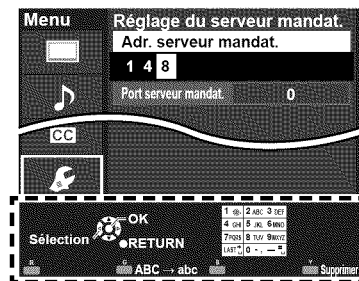 Menu
Réglage du serveur mandat.
Adr. serveur mandat.
1 4 8
Port serveur mandat. 0
CC
Sélection
OK
RETURN
1 @. 2 ABC 3 DEF
4 GHI 5 JKL 6 MNO
7 PQRS 8 TUV 9 WXYZ
LAST 0 - .
R
G ABC → abc
B
Y Supprimer